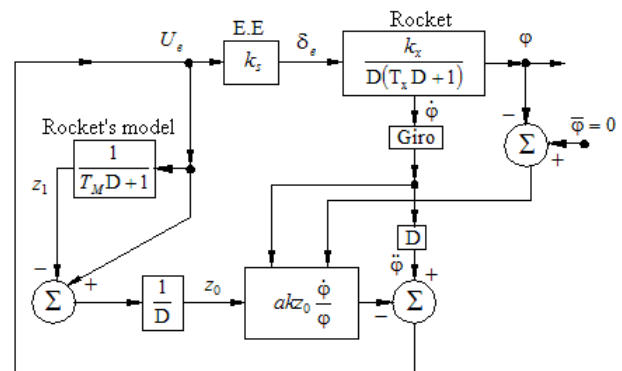 Rocket
E.E
U_e
k_s
δ_e
k_x
D(T_x D + 1)
φ
φ̇
Giro
−
Σ
+
φ̄ = 0
Rocket's model
1
T_M D + 1
z_1
−
Σ
+
1
D
z_0
akz_0 φ̇
φ
D
φ̈
+
−
Σ